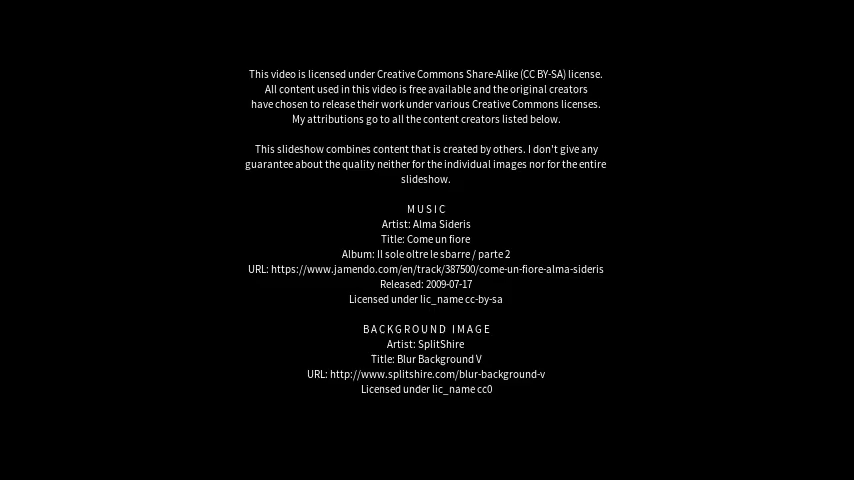 This video is licensed under Creative Commons Share-Alike (CC BY-SA) license.
All content used in this video is free available and the original creators
have chosen to release their work under various Creative Commons licenses.
My attributions go to all the content creators listed below.
This slideshow combines content that is created by others. I don't give any
guarantee about the quality neither for the individual images nor for the entire
slideshow.
MUSIC
Artist: Alma Sideris
Title: Come un fiore
Album: Il sole oltre le sbarre / parte 2
URL: https://www.jamendo.com/en/track/387500/come-un-fiore-alma-sideris
Released: 2009-07-17
Licensed under lic_name cc-by-sa
BACKGROUND IMAGE
Artist: SplitShire
Title: Blur Background V
URL: http://www.splitshire.com/blur-background-v
Licensed under lic_name cc0